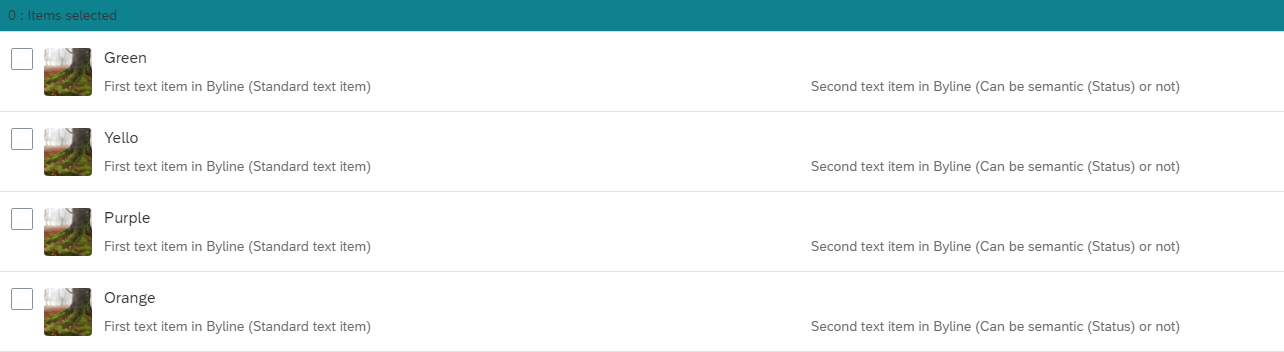 0 : Items selected
Green
First text item in Byline (Standard text item) Second text item in Byline (Can be semantic (Status) or not)
Yello
First text item in Byline (Standard text item) Second text item in Byline (Can be semantic (Status) or not)
Purple
First text item in Byline (Standard text item) Second text item in Byline (Can be semantic (Status) or not)
Orange
First text item in Byline (Standard text item) Second text item in Byline (Can be semantic (Status) or not)